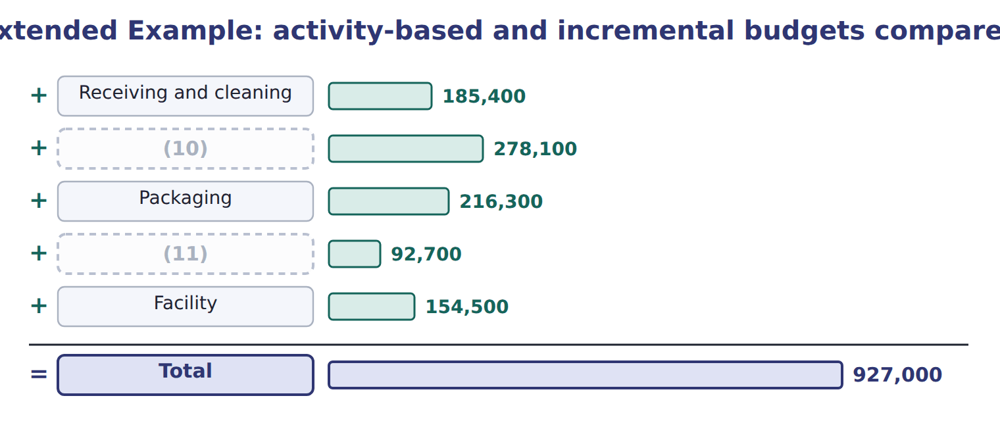 xtended Example: activity-based and incremental budgets compare
+ Receiving and cleaning 185,400
+ (10) 278,100
+ Packaging 216,300
+ (11) 92,700
+ Facility 154,500
= Total 927,000